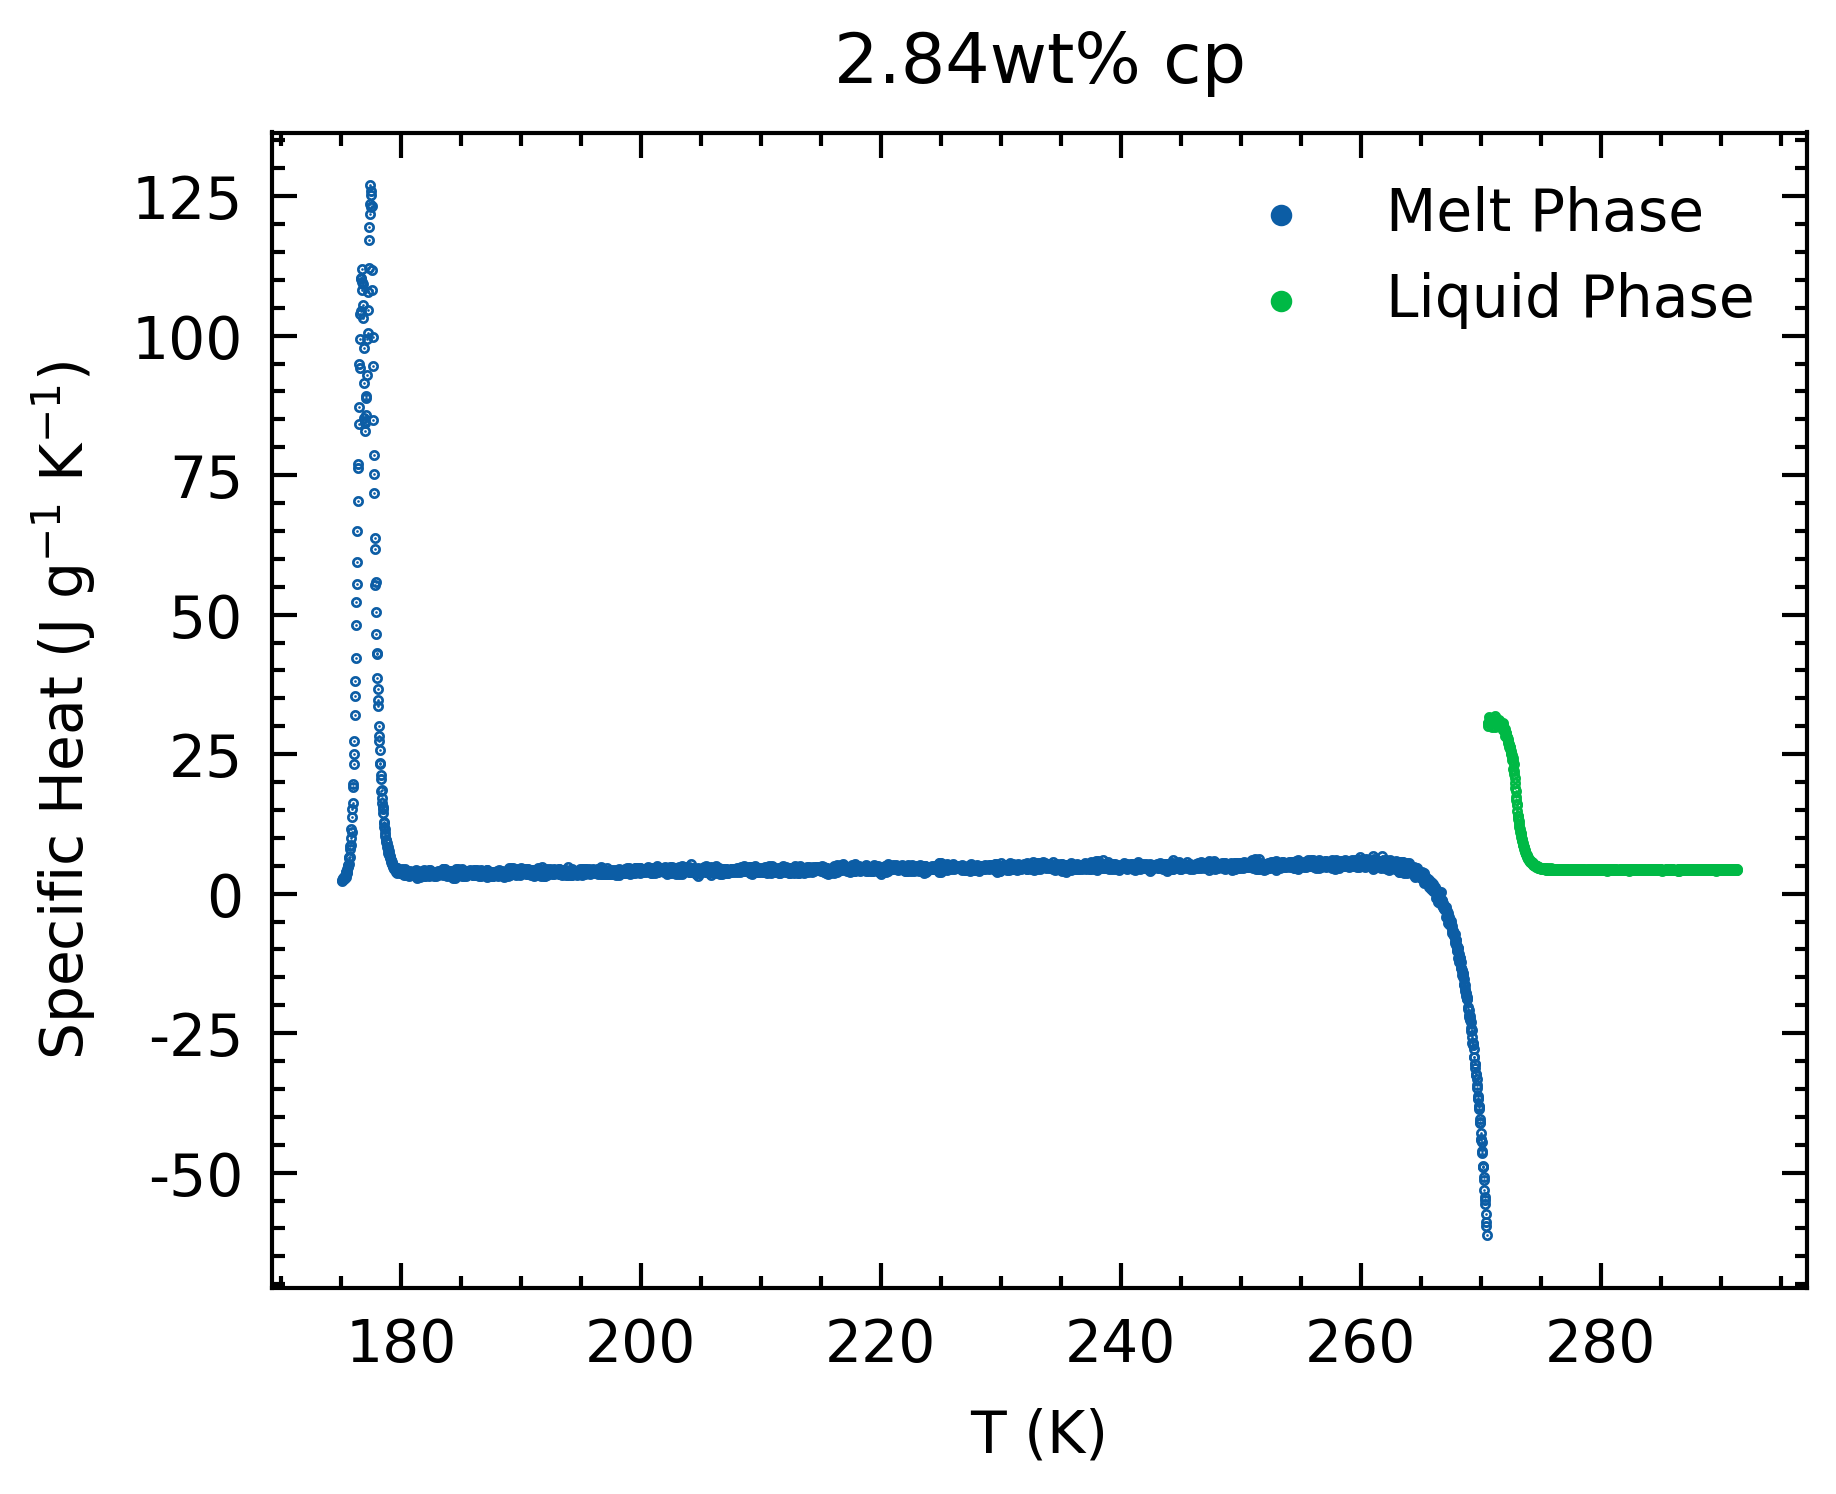 2.84wt% cp
Melt Phase
Liquid Phase
125
100
75
50
25
0
-25
-50
Specific Heat (J g⁻¹ K⁻¹)
180 200 220 240 260 280
T (K)